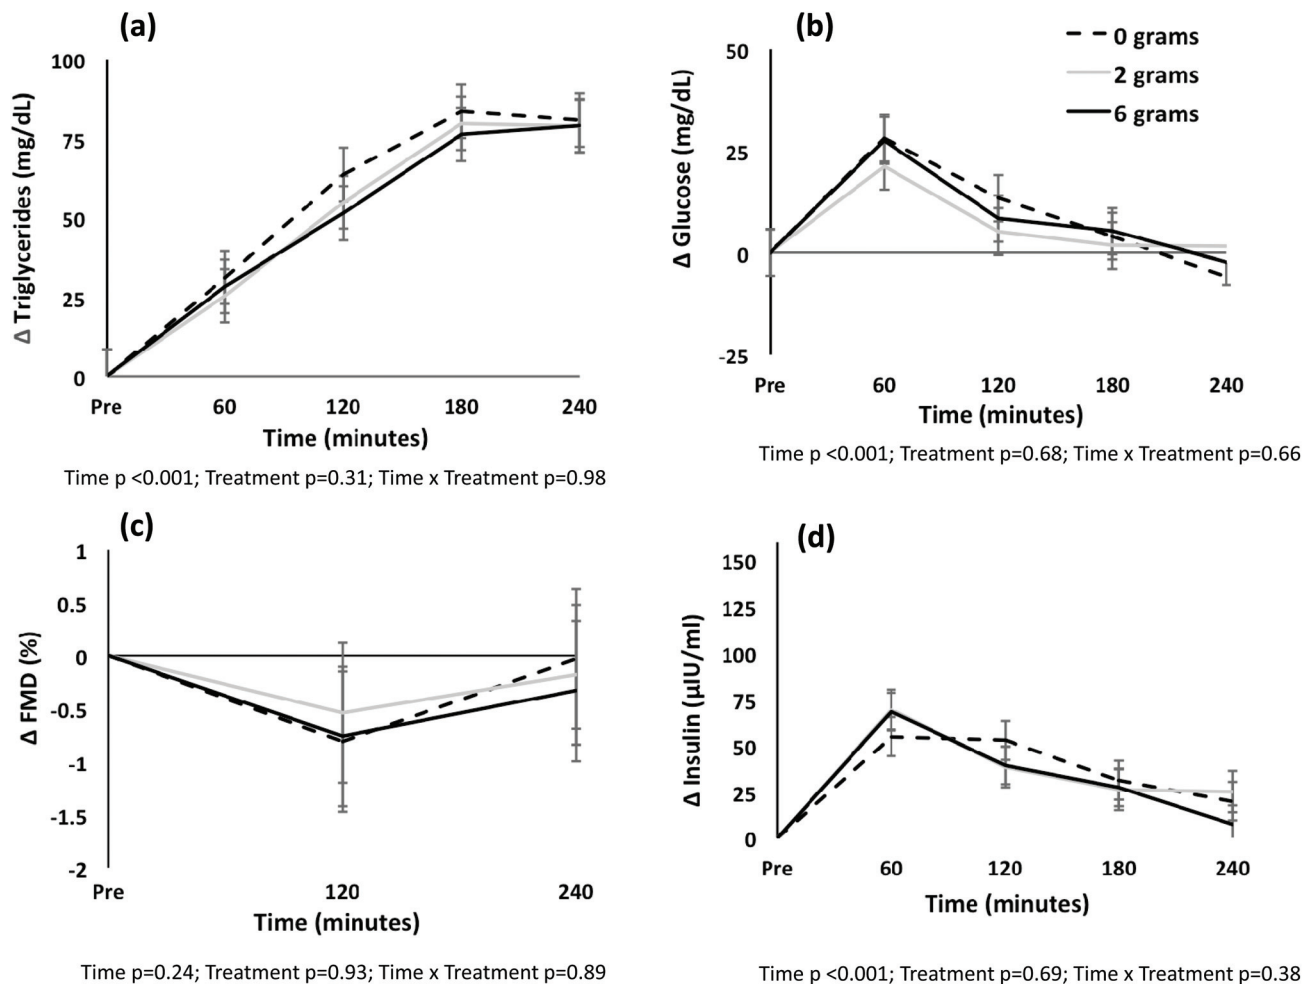 (a)
100
75
50
25
0
Δ Triglycerides (mg/dL)
Pre 60 120 180 240
Time (minutes)
Time p <0.001; Treatment p=0.31; Time x Treatment p=0.98
(b)
0 grams
2 grams
6 grams
50
25
0
-25
Δ Glucose (mg/dL)
Pre 60 120 180 240
Time (minutes)
Time p <0.001; Treatment p=0.68; Time x Treatment p=0.66
(c)
1
0.5
0
-0.5
-1
-1.5
-2
Δ FMD (%)
Pre 120 240
Time (minutes)
Time p=0.24; Treatment p=0.93; Time x Treatment p=0.89
(d)
150
125
100
75
50
25
0
Δ Insulin (μIU/ml)
Pre 60 120 180 240
Time (minutes)
Time p <0.001; Treatment p=0.69; Time x Treatment p=0.38